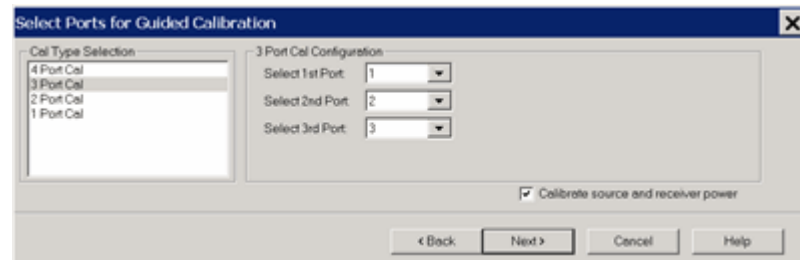 Select Ports for Guided Calibration
Cal Type Selection
4 Port Cal
3 Port Cal
2 Port Cal
1 Port Cal
3 Port Cal Configuration
Select 1st Port: 1
Select 2nd Port: 2
Select 3rd Port: 3
Calibrate source and receiver power
< Back
Next >
Cancel
Help